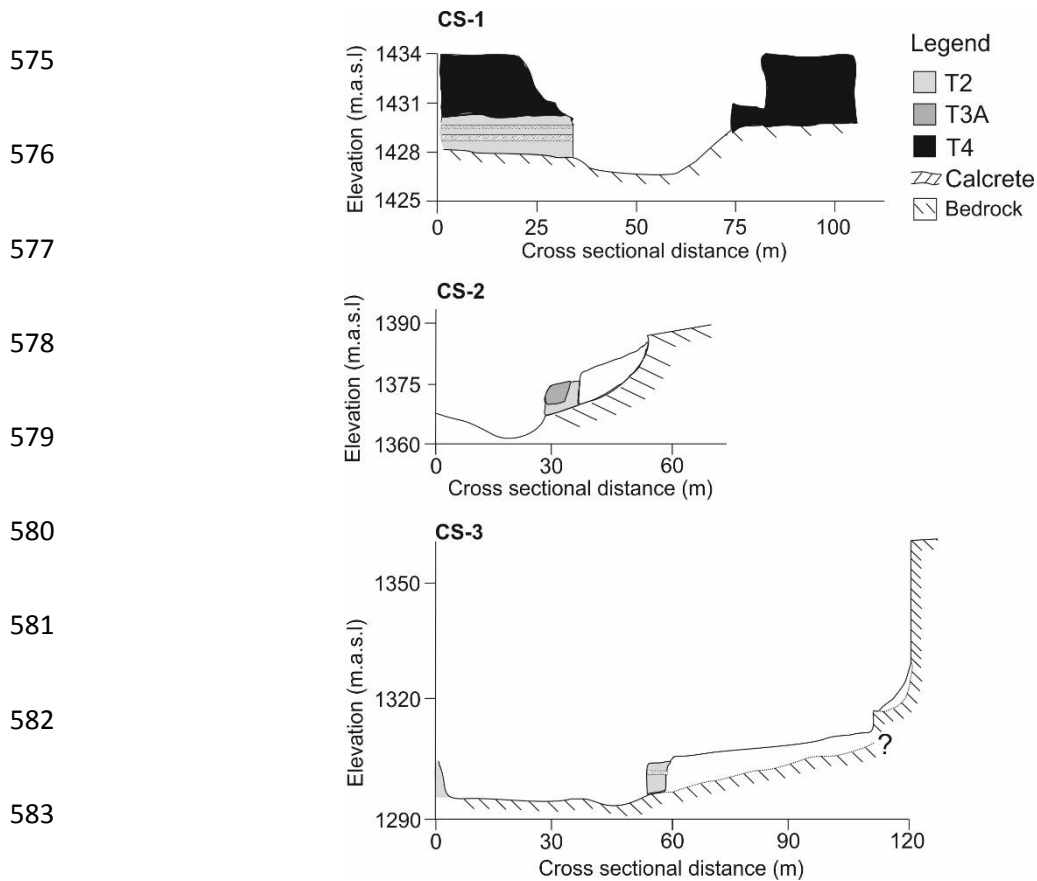 575
576
577
578
579
580
581
582
583
CS-1
Elevation (m.a.s.l)
1434
1431
1428
1425
0 25 50 75 100
Cross sectional distance (m)
Legend
T2
T3A
T4
Calcrete
Bedrock
CS-2
Elevation (m.a.s.l)
1390
1375
1360
0 30 60
Cross sectional distance (m)
CS-3
Elevation (m.a.s.l)
1350
1320
1290
?
0 30 60 90 120
Cross sectional distance (m)